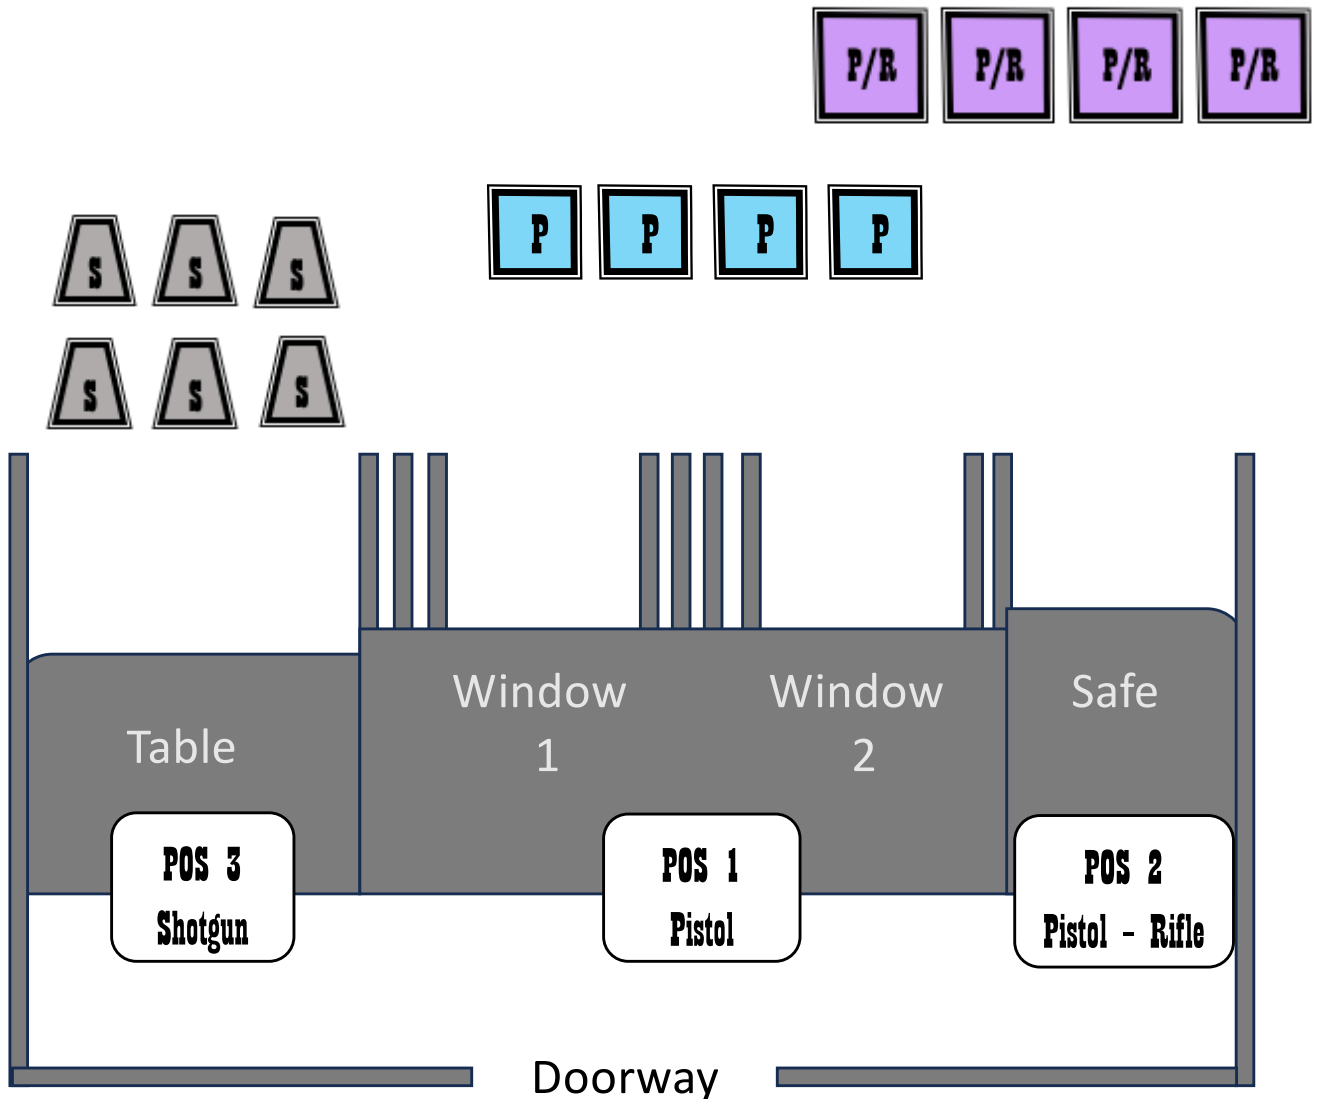 P/R P/R P/R P/R
P P P P
S S S
S S S
Window 1
Window 2
Safe
Table
POS 3
Shotgun
POS 1
Pistol
POS 2
Pistol - Rifle
Doorway